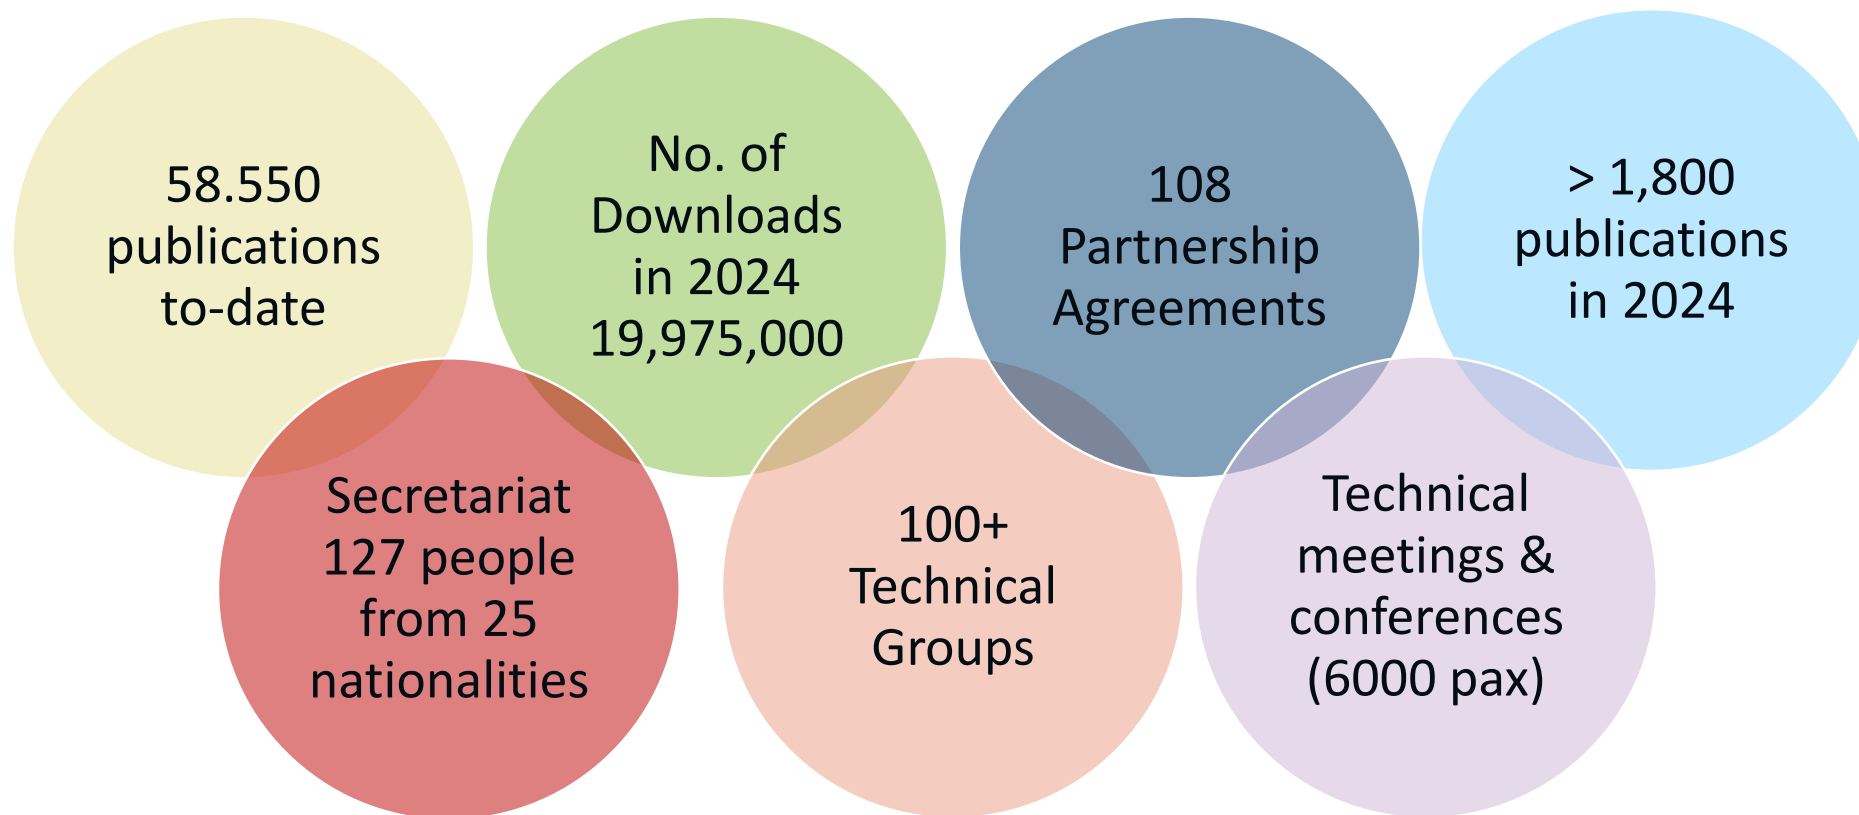 58.550
publications
to-date
No. of
Downloads
in 2024
19,975,000
108
Partnership
Agreements
> 1,800
publications
in 2024
Secretariat
127 people
from 25
nationalities
100+
Technical
Groups
Technical
meetings &
conferences
(6000 pax)